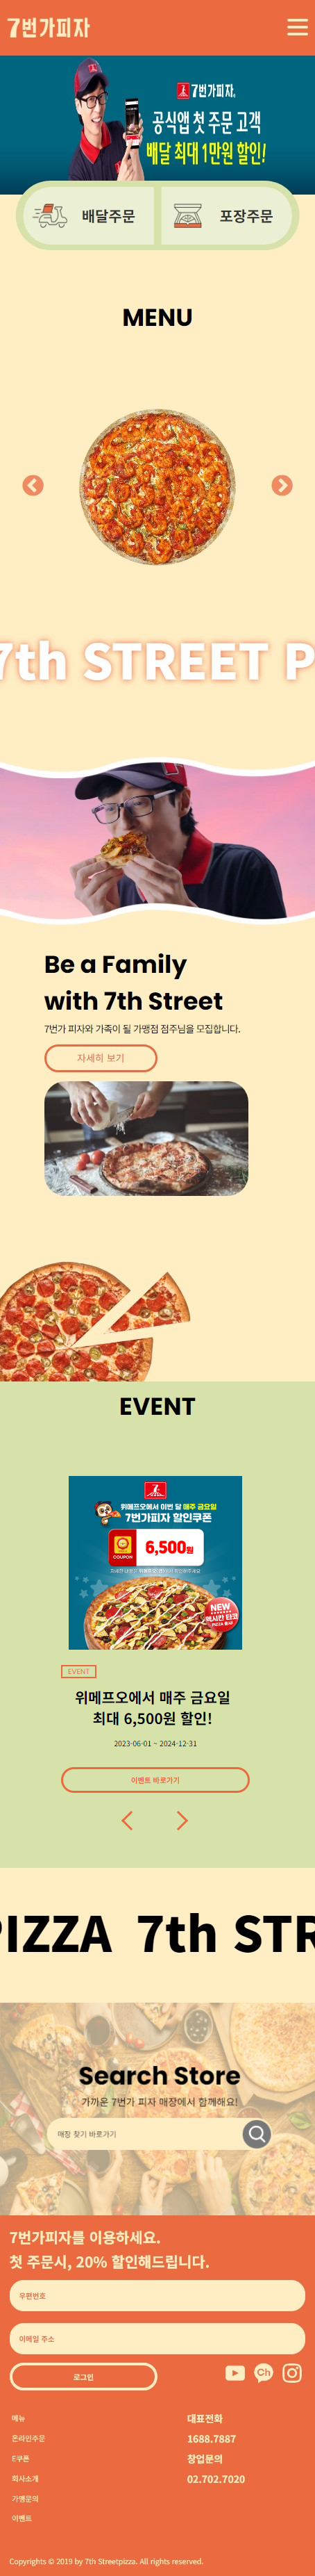 7번가피자
7번가피자,
공식앱 첫 주문 고객
배달 최대 1만원 할인!
배달주문
포장주문
MENU
7th STREET P
Be a Family
with 7th Street
7번가 피자와 가족이 될 가맹점 점주님을 모집합니다.
자세히 보기
EVENT
위메프오에서 이번 달 매주 금요일
7번가피자 할인쿠폰
COUPON
6,500원
NEW
멕시칸 타코
PIZZA 출시
EVENT
위메프오에서 매주 금요일
최대 6,500원 할인!
2023-06-01 ~ 2024-12-31
이벤트 바로가기
PIZZA 7th STR
Search Store
가까운 7번가 피자 매장에서 함께해요!
매장 찾기 바로가기
7번가피자를 이용하세요.
첫 주문시, 20% 할인해드립니다.
우편번호
이메일 주소
로그인
Ch
메뉴
온라인주문
E쿠폰
회사소개
가맹문의
이벤트
대표전화
1688.7887
창업문의
02.702.7020
Copyrights © 2019 by 7th Streetpizza. All rights reserved.